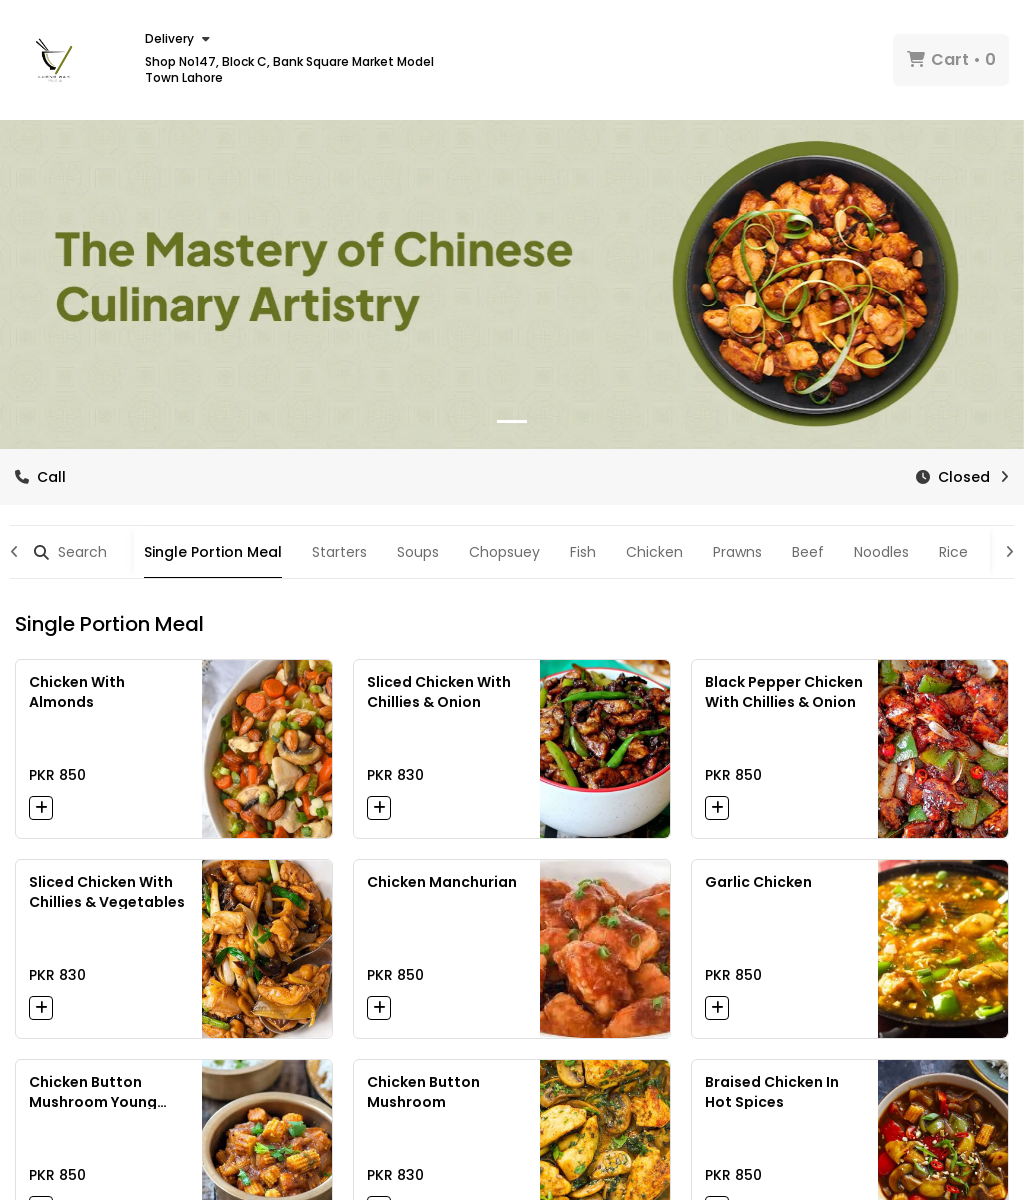 Delivery
Shop No147, Block C, Bank Square Market Model
Town Lahore
Cart • 0
The Mastery of Chinese
Culinary Artistry
Call
Closed
Search
Single Portion Meal
Starters
Soups
Chopsuey
Fish
Chicken
Prawns
Beef
Noodles
Rice
Single Portion Meal
Chicken With
Almonds
PKR 850
Sliced Chicken With
Chillies & Onion
PKR 830
Black Pepper Chicken
With Chillies & Onion
PKR 850
Sliced Chicken With
Chillies & Vegetables
PKR 830
Chicken Manchurian
PKR 850
Garlic Chicken
PKR 850
Chicken Button
Mushroom Young...
PKR 850
Chicken Button
Mushroom
PKR 830
Braised Chicken In
Hot Spices
PKR 850